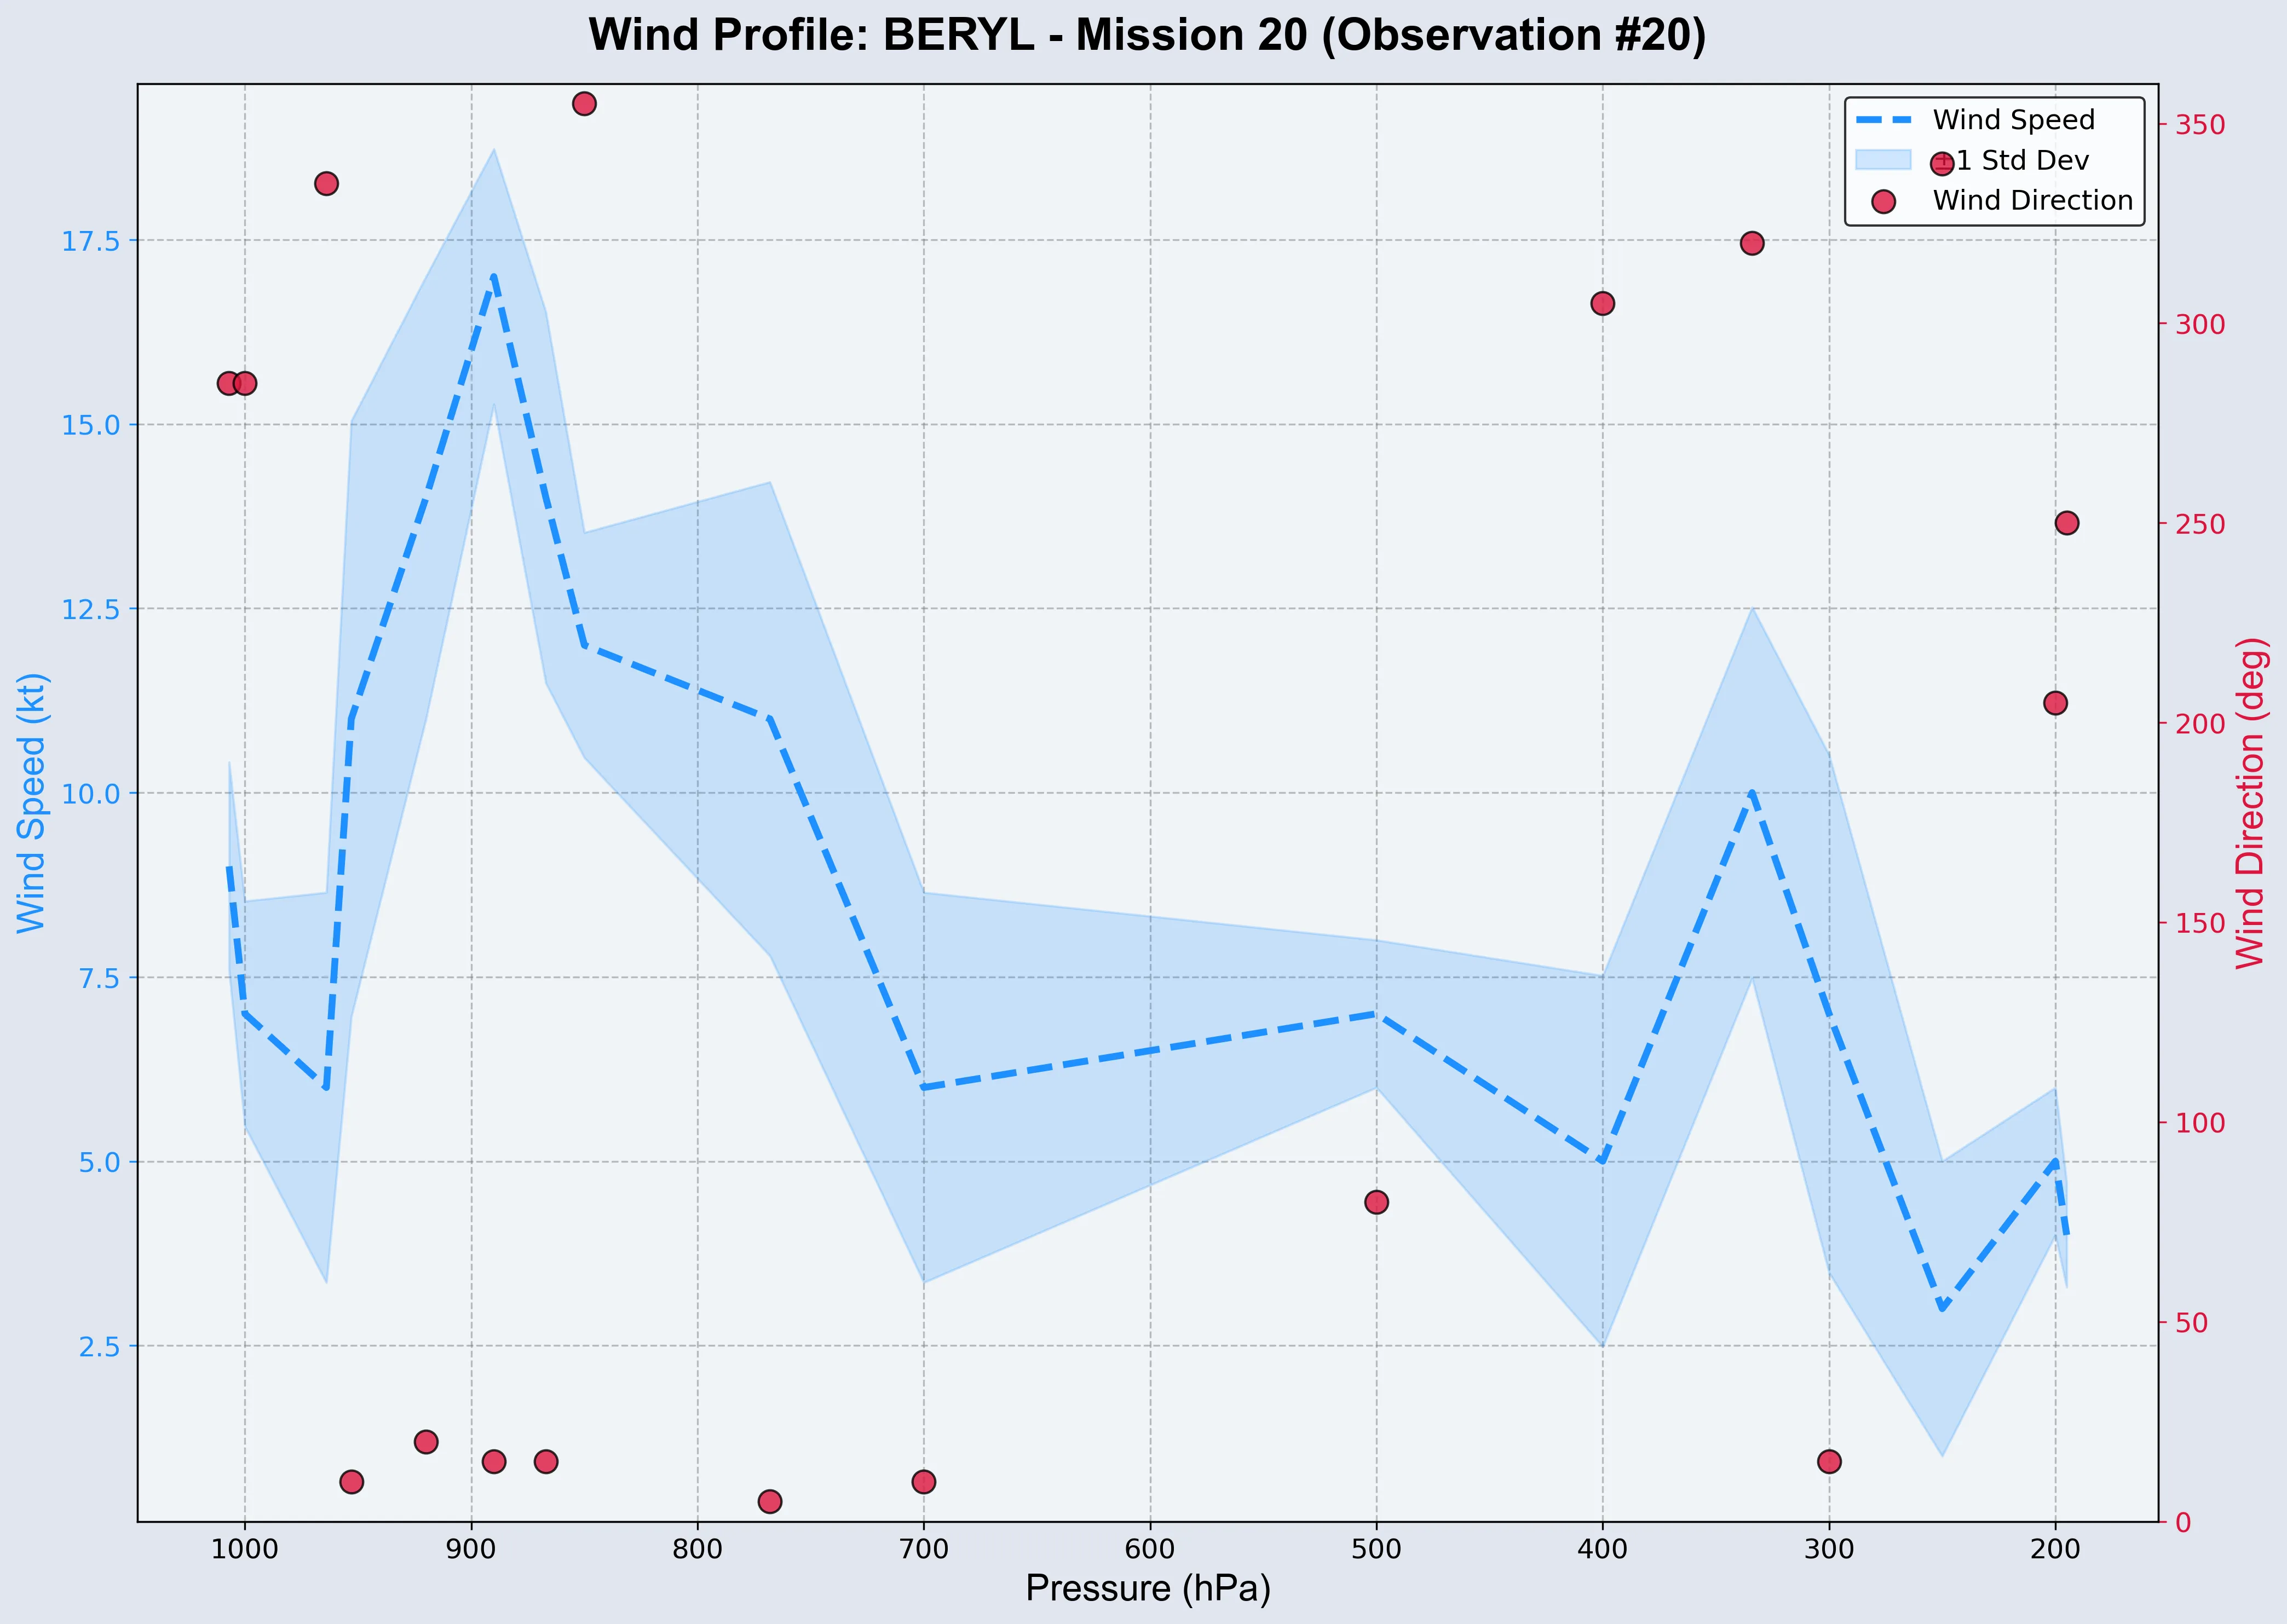 Wind Profile: BERYL - Mission 20 (Observation #20)
Wind Speed
±1 Std Dev
Wind Direction
Wind Speed (kt)
17.5
15.0
12.5
10.0
7.5
5.0
2.5
350
300
250
200
150
100
50
0
Wind Direction (deg)
1000 900 800 700 600 500 400 300 200
Pressure (hPa)